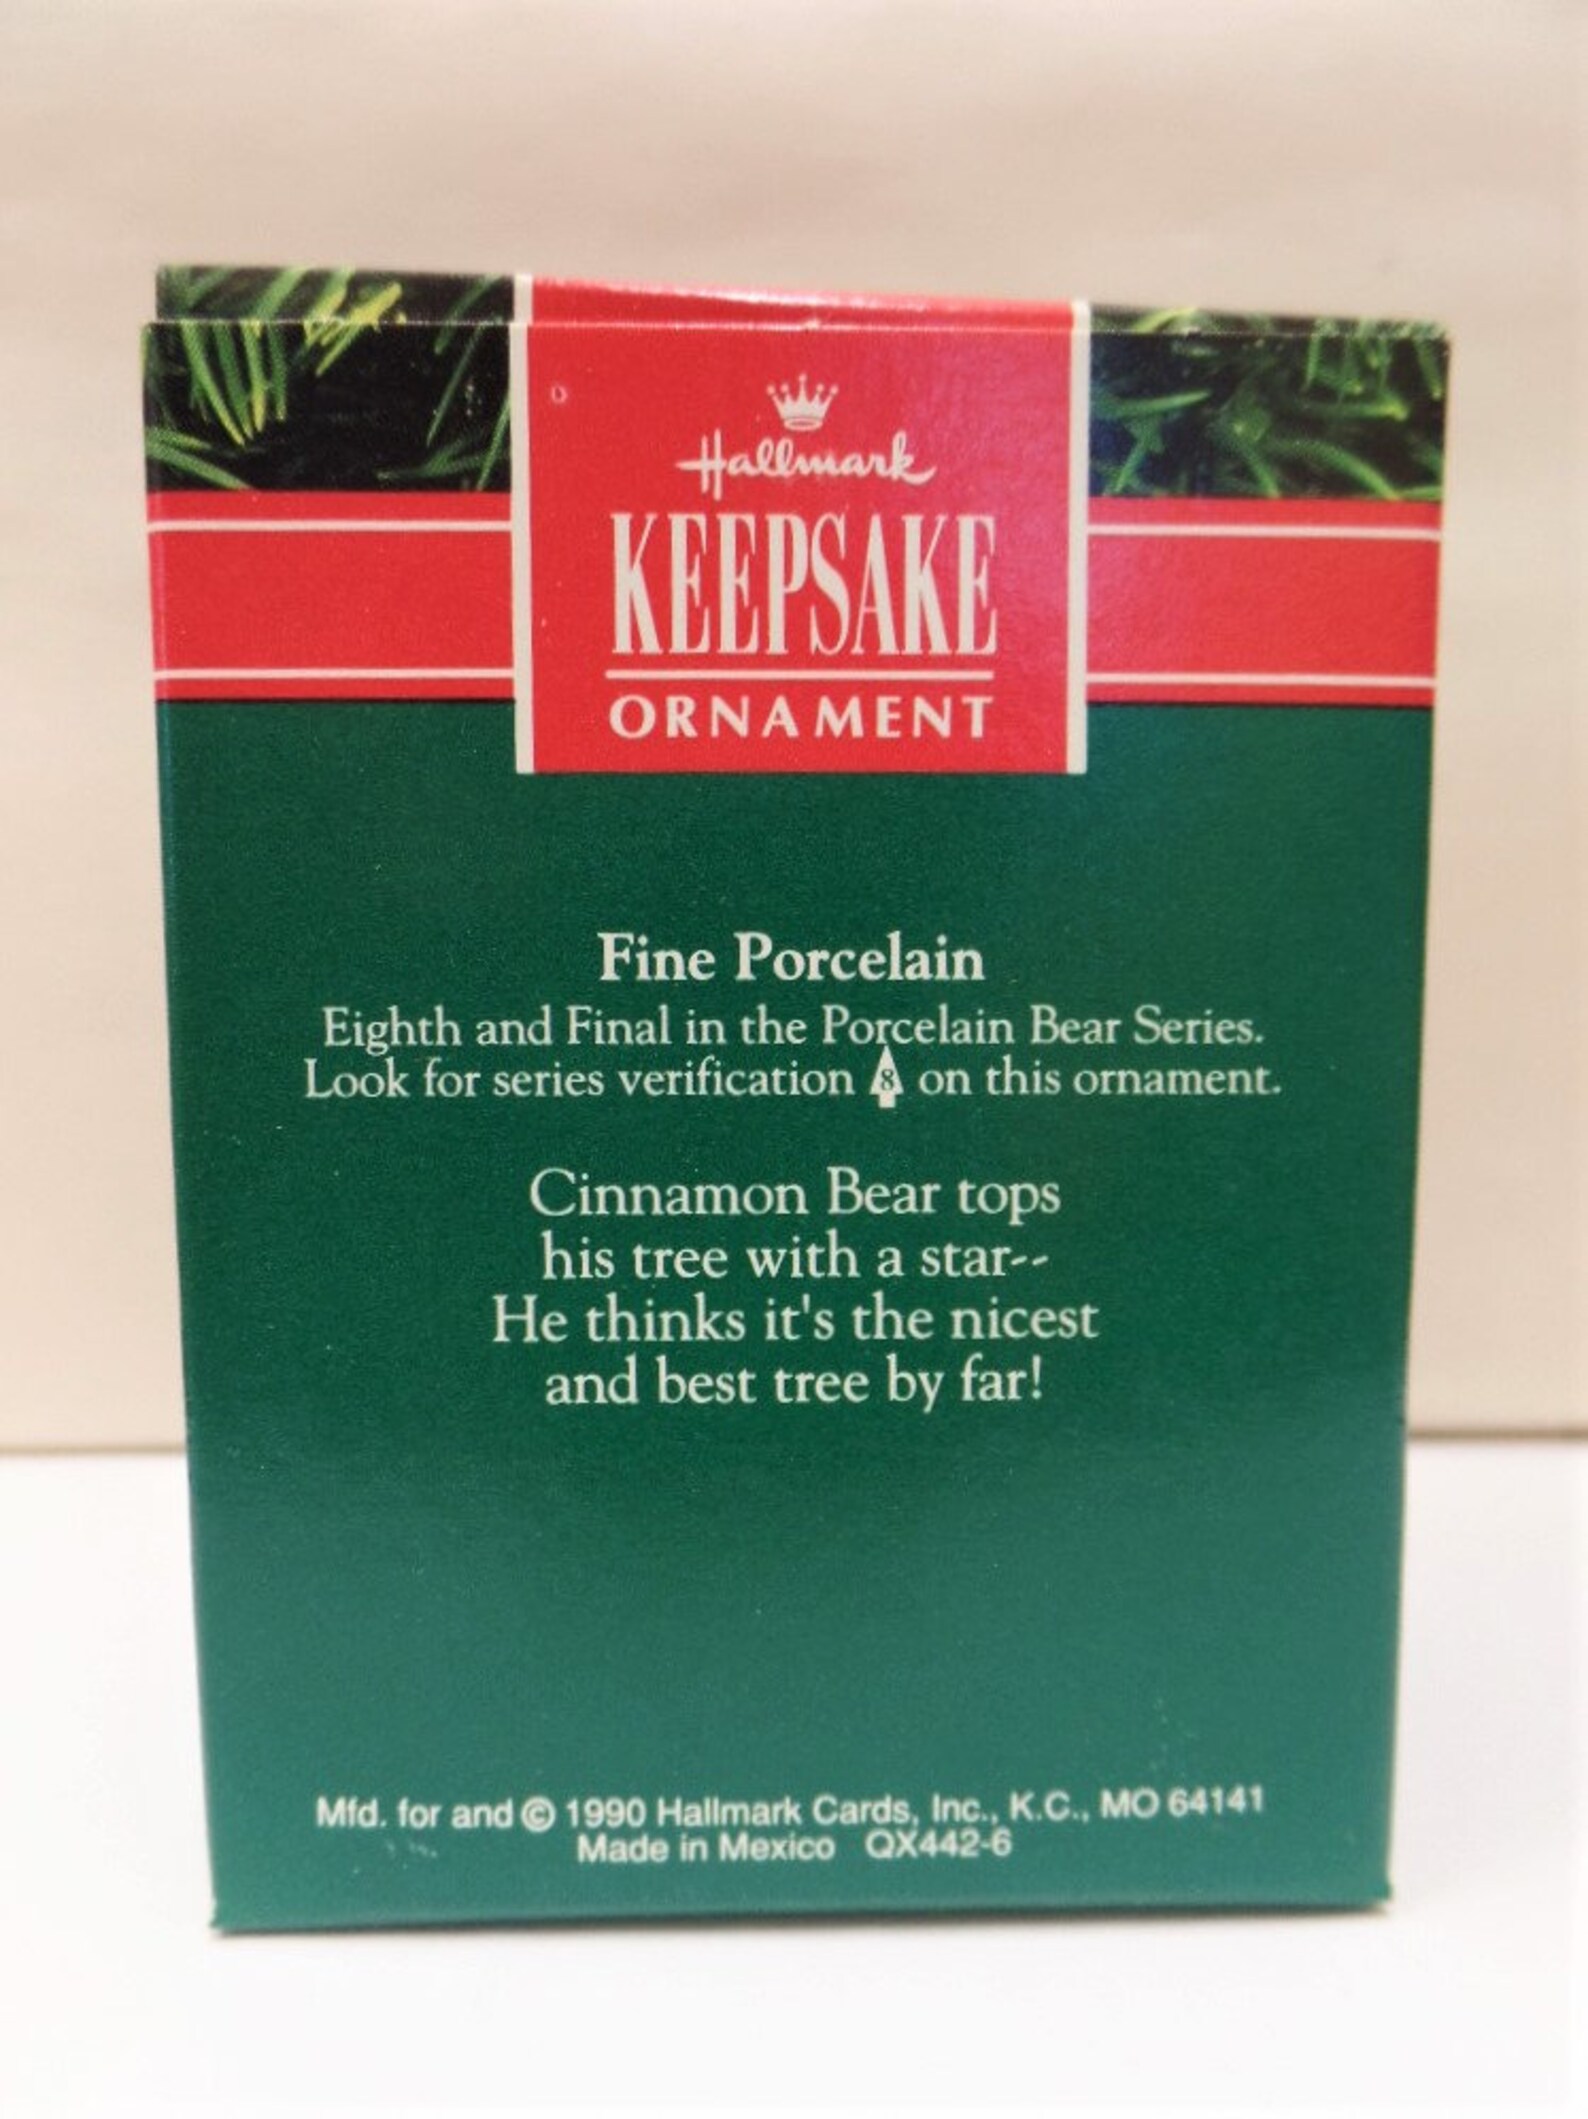 Hallmark
KEEPSAKE
ORNAMENT
Fine Porcelain
Eighth and Final in the Porcelain Bear Series.
Look for series verification 8 on this ornament.
Cinnamon Bear tops
his tree with a star--
He thinks it's the nicest
and best tree by far!
Mfd. for and © 1990 Hallmark Cards, Inc., K.C., MO 64141
Made in Mexico QX442-6